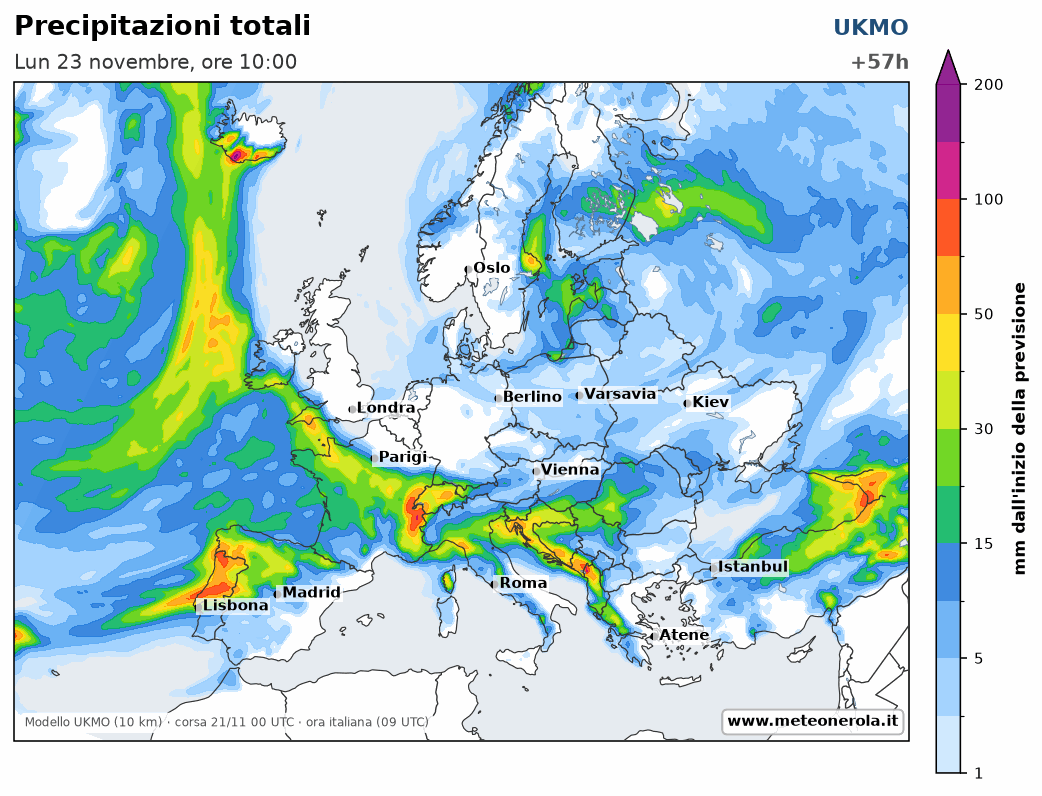 Precipitazioni totali
UKMO
Lun 23 novembre, ore 10:00
+57h
200
100
50
30
15
5
1
mm dall'inizio della previsione
Oslo
Londra
Berlino
Varsavia
Kiev
Parigi
Vienna
Istanbul
Roma
Madrid
Lisbona
Atene
Modello UKMO (10 km) · corsa 21/11 00 UTC · ora italiana (09 UTC)
www.meteonerola.it